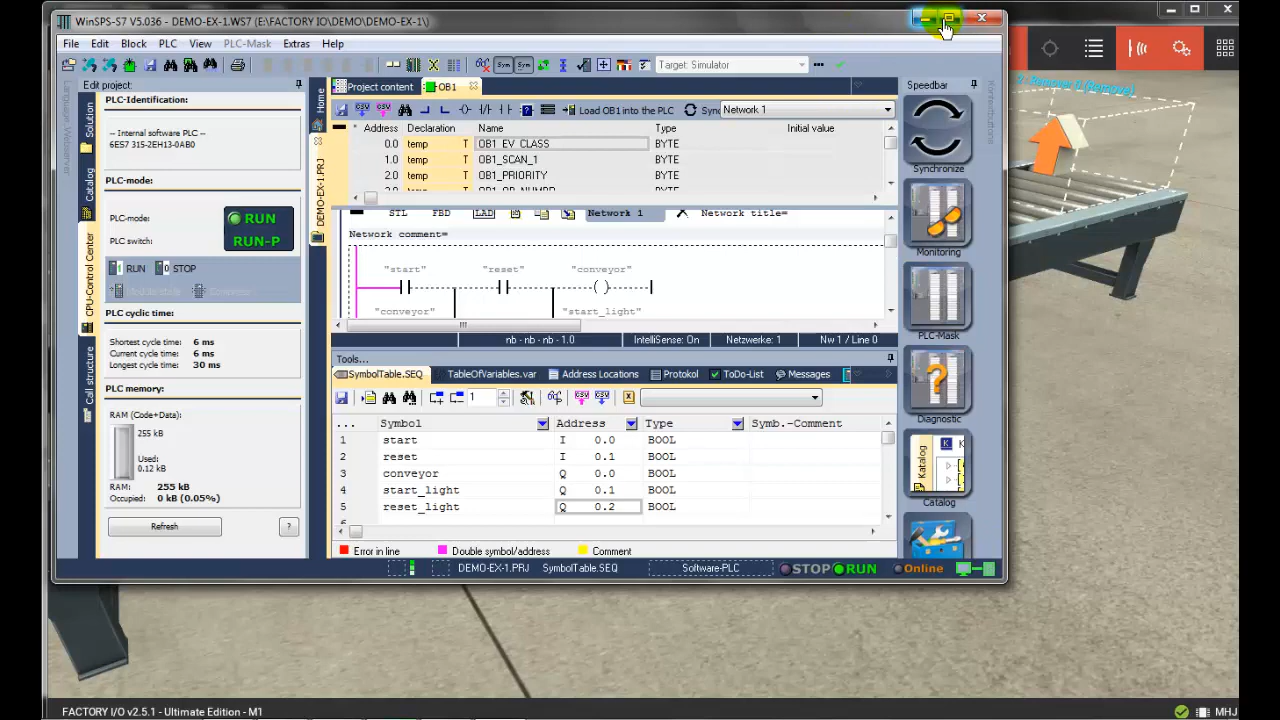 WinSPS-S7 V5.036 - DEMO-EX-1.WS7 (E:\FACTORY IO\DEMO\DEMO-EX-1\)
File Edit Block PLC View PLC-Mask Extras Help
Sym Sym Target: Simulator
Edit project
Project content OB1
Speedbar
PLC-Identification:
-- Internal software PLC --
6ES7 315-2EH13-0AB0
PLC-mode:
PLC-mode: RUN
PLC switch: RUN-P
RUN STOP
PLC cyclic time:
Shortest cycle time: 6 ms
Current cycle time: 6 ms
Longest cycle time: 30 ms
PLC memory:
RAM (Code+Data):
255 kB
Used:
0.12 kB
RAM: 255 kB
Occupied: 0 kB (0.05%)
Refresh ?
Solution
Catalog
CPU-Control Center
Call structure
Home
DEMO-EX-1.PRJ
CSV CSV Load OB1 into the PLC Sync Network 1
Address Declaration Name Type Initial value
0.0 temp T OB1_EV_CLASS BYTE
1.0 temp T OB1_SCAN_1 BYTE
2.0 temp T OB1_PRIORITY BYTE
STL FBD LAD Network 1 Network title=
Network comment=
"start" "reset" "conveyor"
"conveyor" "start_light"
nb - nb - nb - 1.0 IntelliSense: On Netzwerke: 1 Nw 1 / Line 0
Tools...
SymbolTable.SEQ TableOfVariables.var Address Locations Protokol ToDo-List Messages
1 CSV CSV
... Symbol Address Type Symb.-Comment
1 start I 0.0 BOOL
2 reset I 0.1 BOOL
3 conveyor Q 0.0 BOOL
4 start_light Q 0.1 BOOL
5 reset_light Q 0.2 BOOL
Error in line Double symbol/address Comment
DEMO-EX-1.PRJ SymbolTable.SEQ Software-PLC STOP RUN Online
Synchronize
Monitoring
PLC-Mask
Diagnostic
Katalog
Catalog
FACTORY I/O v2.5.1 - Ultimate Edition - M1
MHJ